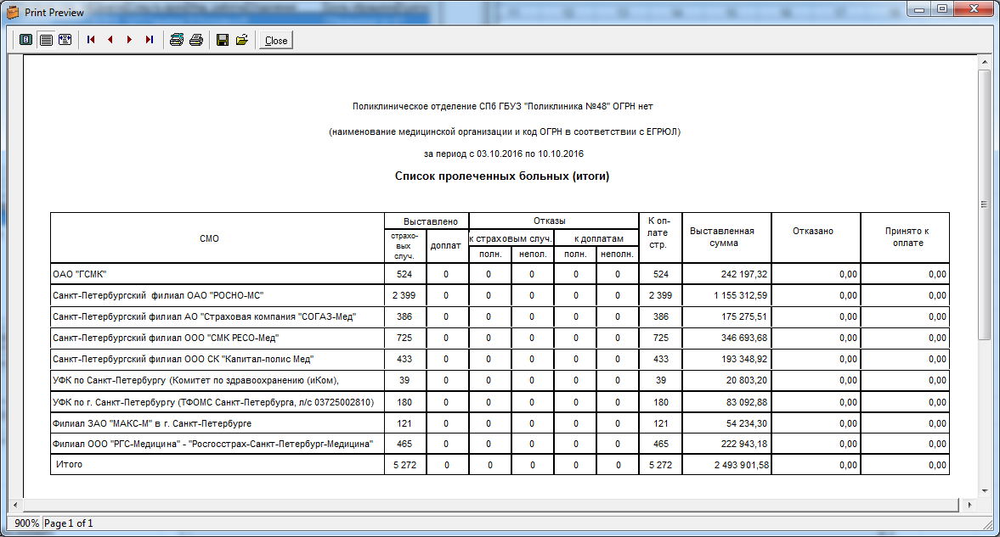 Print Preview
Close
Поликлиническое отделение СПб ГБУЗ "Поликлиника №48" ОГРН нет
(наименование медицинской организации и код ОГРН в соответствии с ЕГРЮЛ)
за период с 03.10.2016 по 10.10.2016
Список пролеченных больных (итоги)
СМО Выставлено Отказы К оп-лате стр. Выставленная сумма Отказано Принято к оплате
страхо-вых случ. доплат к страховым случ. к доплатам
полн. непол. полн. неполн.
ОАО "ГСМК" 524 0 0 0 0 0 524 242 197,32 0,00 0,00
Санкт-Петербургский филиал ОАО "РОСНО-МС" 2 399 0 0 0 0 0 2 399 1 155 312,59 0,00 0,00
Санкт-Петербургский филиал АО "Страховая компания "СОГАЗ-Мед" 386 0 0 0 0 0 386 175 275,51 0,00 0,00
Санкт-Петербургский филиал ООО "СМК РЕСО-Мед" 725 0 0 0 0 0 725 346 693,68 0,00 0,00
Санкт-Петербургский филиал ООО СК "Капитал-полис Мед" 433 0 0 0 0 0 433 193 348,92 0,00 0,00
УФК по Санкт-Петербургу (Комитет по здравоохранению (иКом), 39 0 0 0 0 0 39 20 803,20 0,00 0,00
УФК по г. Санкт-Петербургу (ТФОМС Санкт-Петербурга, л/с 03725002810) 180 0 0 0 0 0 180 83 092,88 0,00 0,00
Филиал ЗАО "МАКС-М" в г. Санкт-Петербурге 121 0 0 0 0 0 121 54 234,30 0,00 0,00
Филиал ООО "РГС-Медицина" - "Росгосстрах-Санкт-Петербург-Медицина" 465 0 0 0 0 0 465 222 943,18 0,00 0,00
Итого 5 272 0 0 0 0 0 5 272 2 493 901,58 0,00 0,00
900% Page 1 of 1